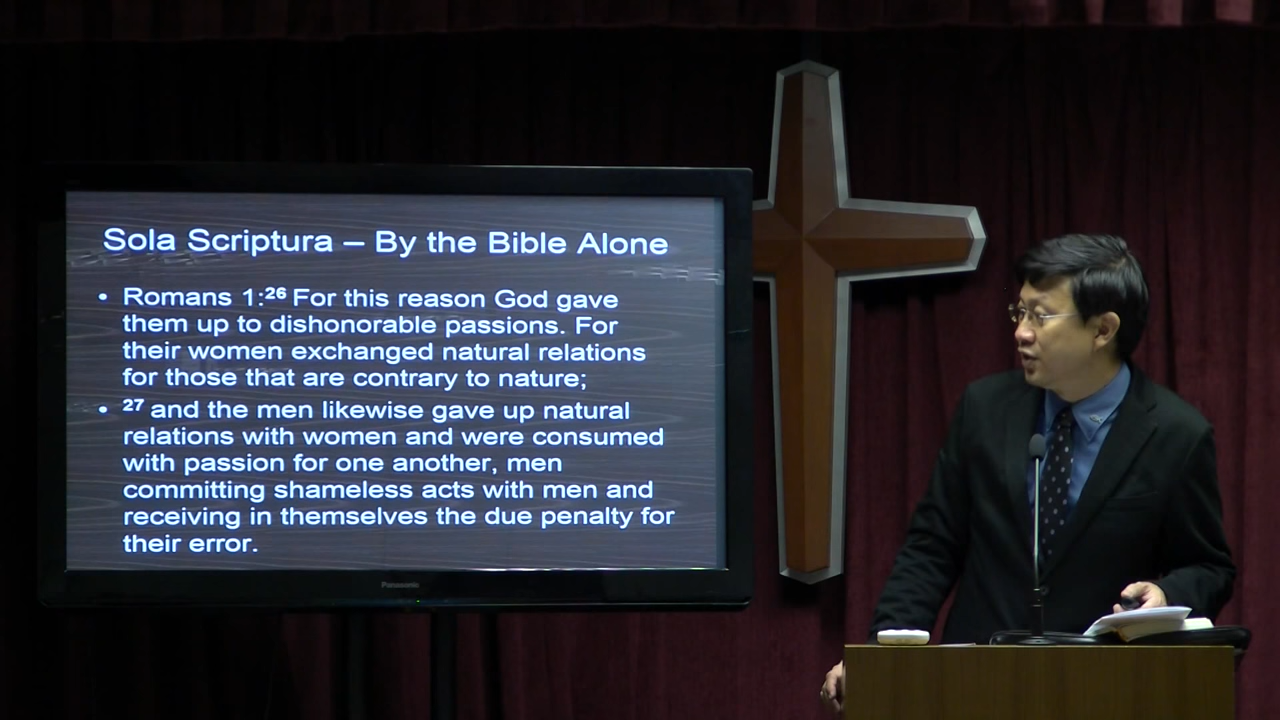 Sola Scriptura – By the Bible Alone
• Romans 1:²⁶ For this reason God gave
them up to dishonorable passions. For
their women exchanged natural relations
for those that are contrary to nature;
• ²⁷ and the men likewise gave up natural
relations with women and were consumed
with passion for one another, men
committing shameless acts with men and
receiving in themselves the due penalty for
their error.
Panasonic